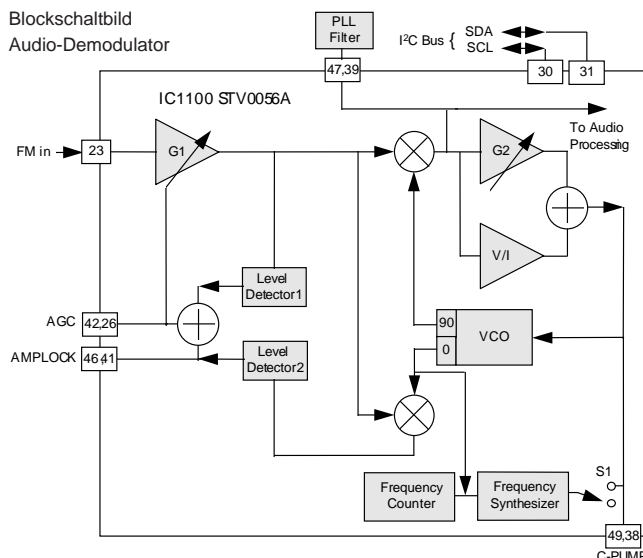 Blockschaltbild
Audio-Demodulator
PLL
Filter
I²C Bus {
SDA
SCL
47,39
30
31
IC1100 STV0056A
To Audio
Processing
FM in
23
G1
G2
V/I
Level
Detector1
AGC
42,26
90
0
VCO
AMPLOCK
46,41
Level
Detector2
S1
Frequency
Counter
Frequency
Synthesizer
49,38
C-PUMP